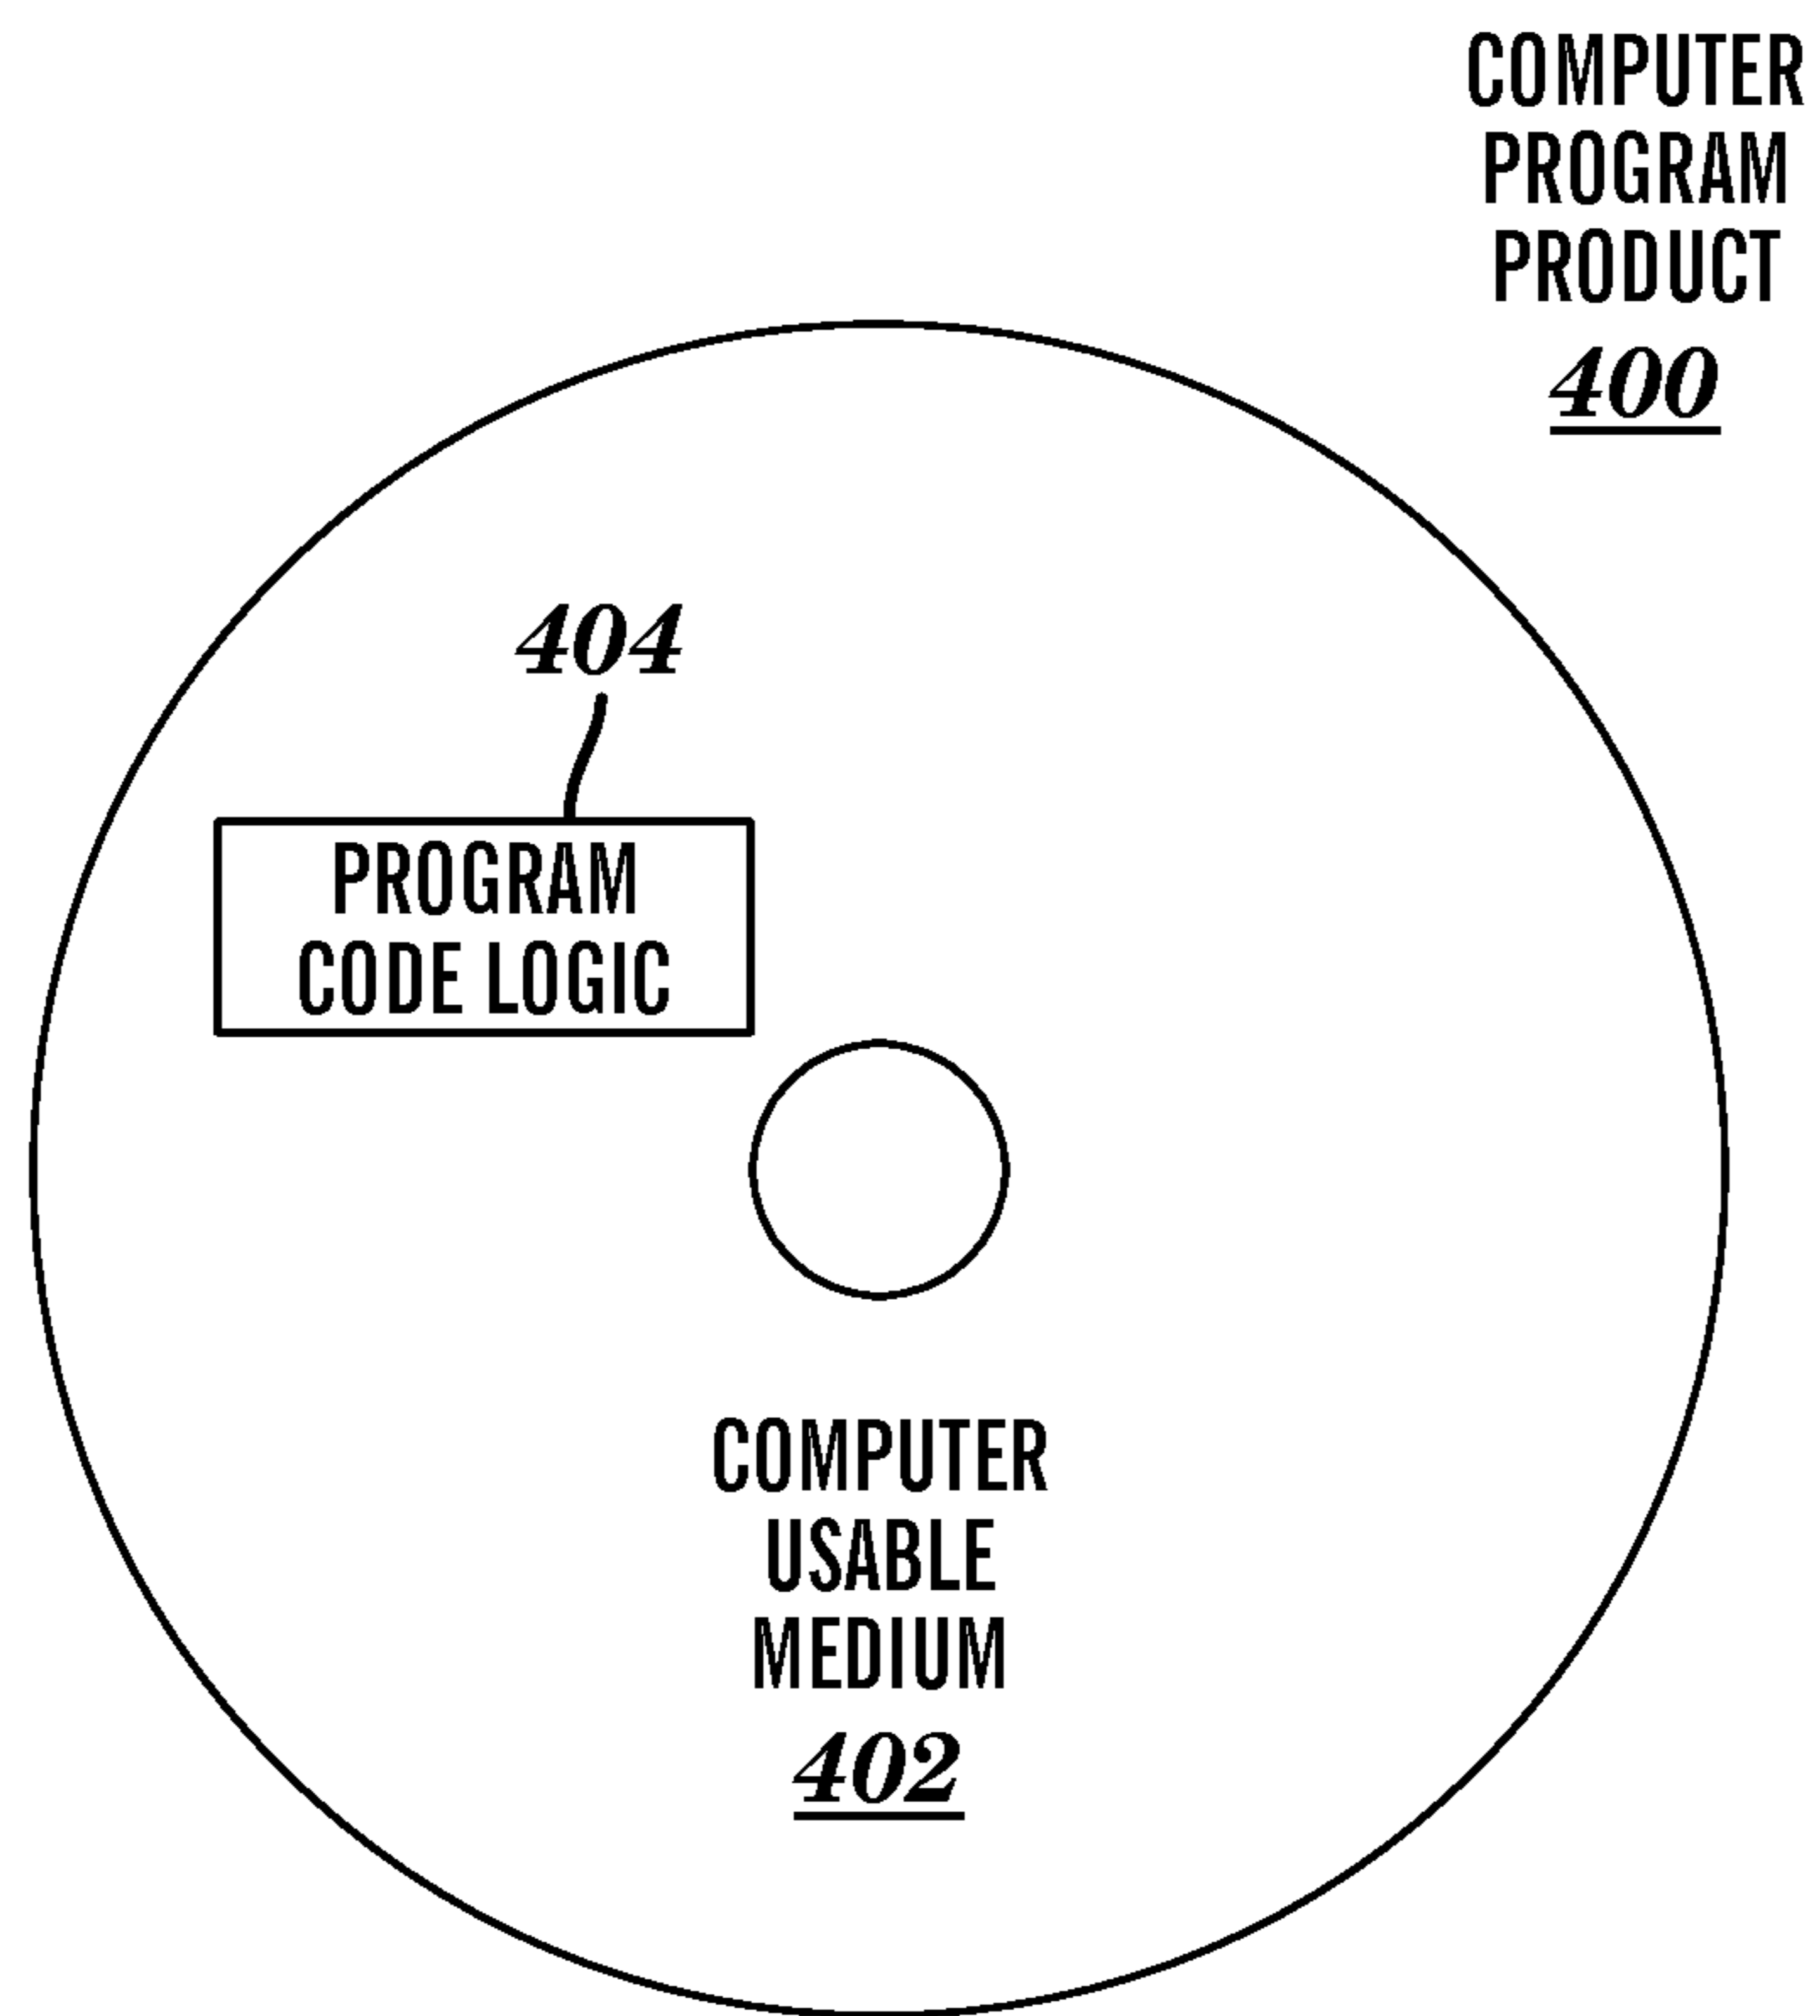 COMPUTER
PROGRAM
PRODUCT
400
404
PROGRAM
CODE LOGIC
COMPUTER
USABLE
MEDIUM
402